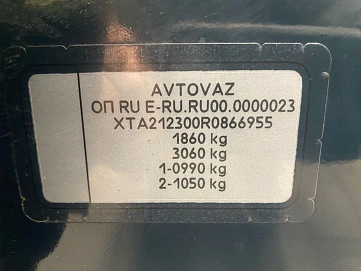 AVTOVAZ
ОП RU E-RU.RU00.0000023
XTA212300R0866955
1860 kg
3060 kg
1-0990 kg
2-1050 kg